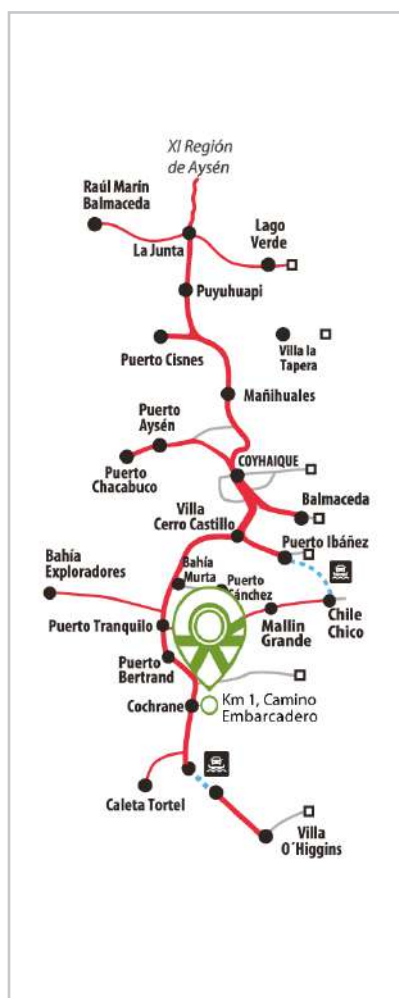 XI Región
de Aysén
Raúl Marin
Balmaceda
Lago
Verde
La Junta
Puyuhuapi
Puerto Cisnes
Villa la
Tapera
Mañihuales
Puerto
Aysén
COYHAIQUE
Puerto
Chacabuco
Balmaceda
Villa
Cerro Castillo
Puerto Ibáñez
Bahía
Exploradores
Bahía
Murta
Puerto
Sánchez
Chile
Chico
Mallin
Grande
Puerto Tranquilo
Puerto
Bertrand
Km 1, Camino
Embarcadero
Cochrane
Caleta Tortel
Villa
O´Higgins